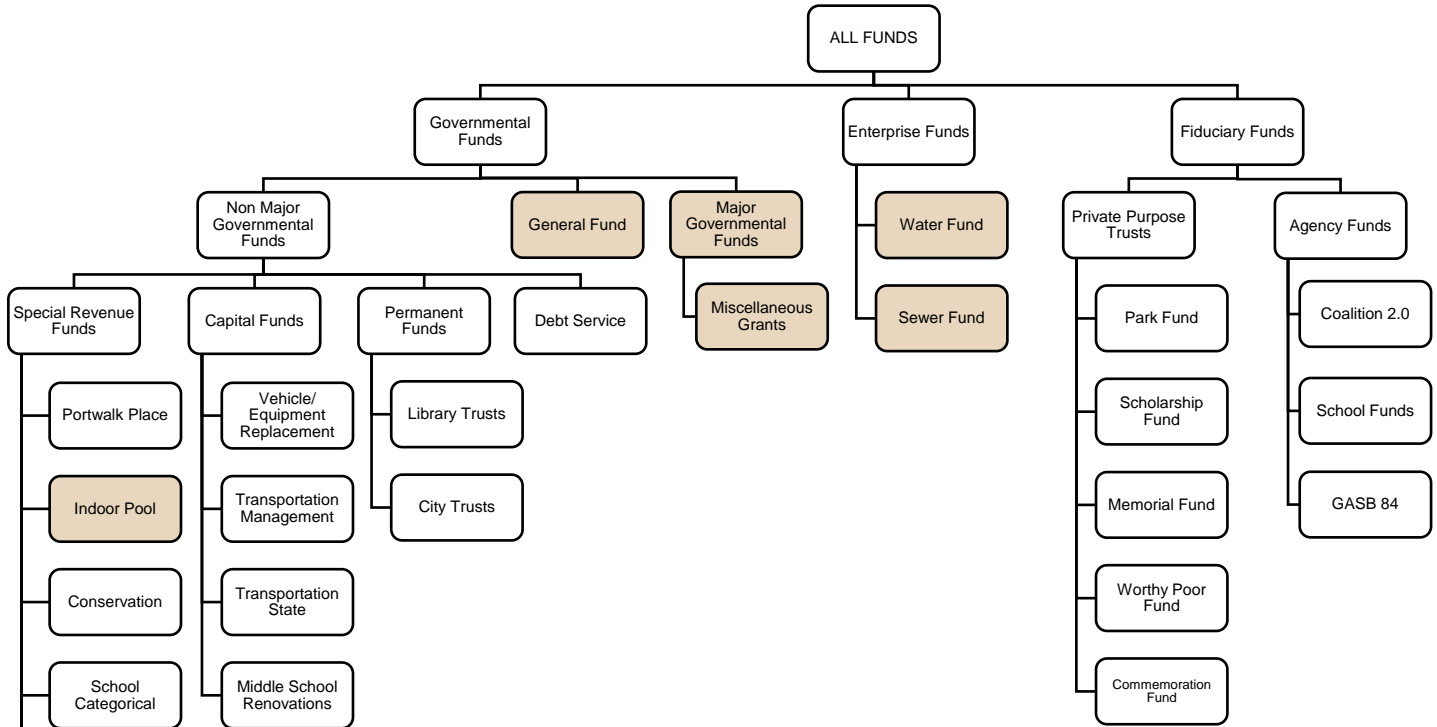 ALL FUNDS
Governmental
Funds
Enterprise Funds
Fiduciary Funds
Non Major
Governmental
Funds
General Fund
Major
Governmental
Funds
Water Fund
Private Purpose
Trusts
Agency Funds
Special Revenue
Funds
Capital Funds
Permanent
Funds
Debt Service
Miscellaneous
Grants
Sewer Fund
Park Fund
Coalition 2.0
Portwalk Place
Vehicle/
Equipment
Replacement
Library Trusts
Scholarship
Fund
School Funds
Indoor Pool
Transportation
Management
City Trusts
Memorial Fund
GASB 84
Conservation
Transportation
State
Worthy Poor
Fund
School
Categorical
Middle School
Renovations
Commemoration
Fund